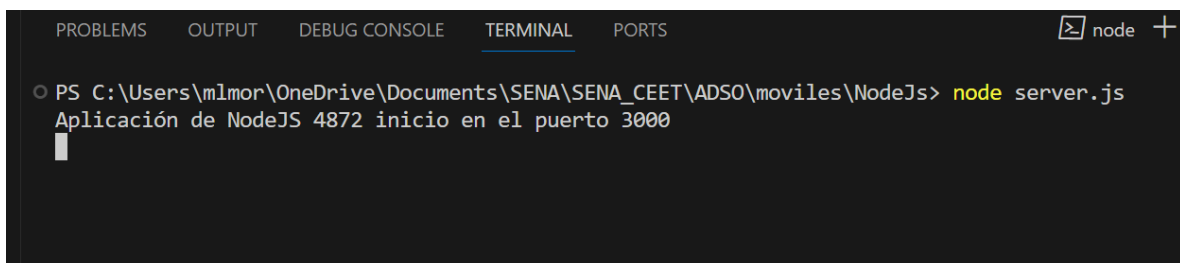 PROBLEMS OUTPUT DEBUG CONSOLE TERMINAL PORTS node
PS C:\Users\mlmor\OneDrive\Documents\SENA\SENA_CEET\ADSO\moviles\NodeJs> node server.js
Aplicación de NodeJS 4872 inicio en el puerto 3000